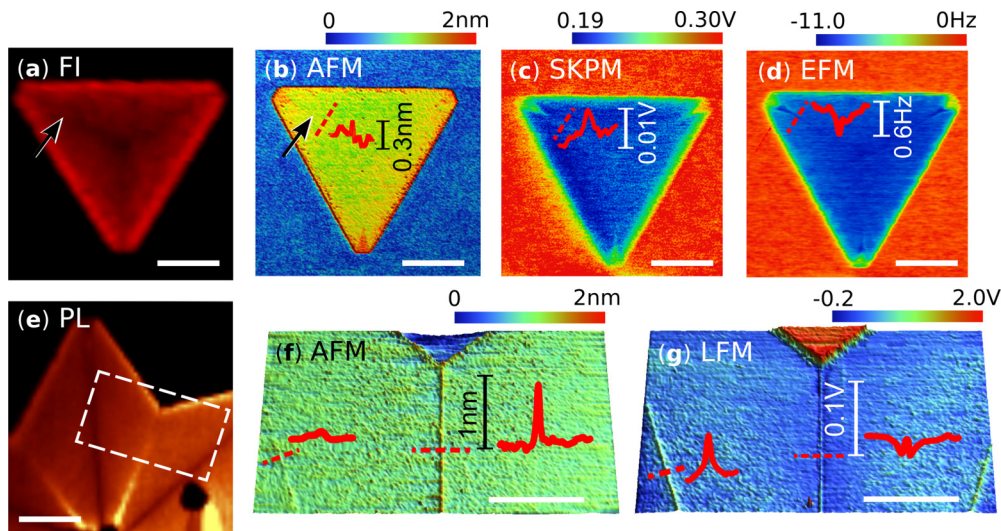 0 2nm
0.19 0.30V
-11.0 0Hz
(a) FI
(b) AFM
(c) SKPM
(d) EFM
0.3nm
0.01V
0.6Hz
0 2nm
-0.2 2.0V
(e) PL
(f) AFM
(g) LFM
1nm
0.1V